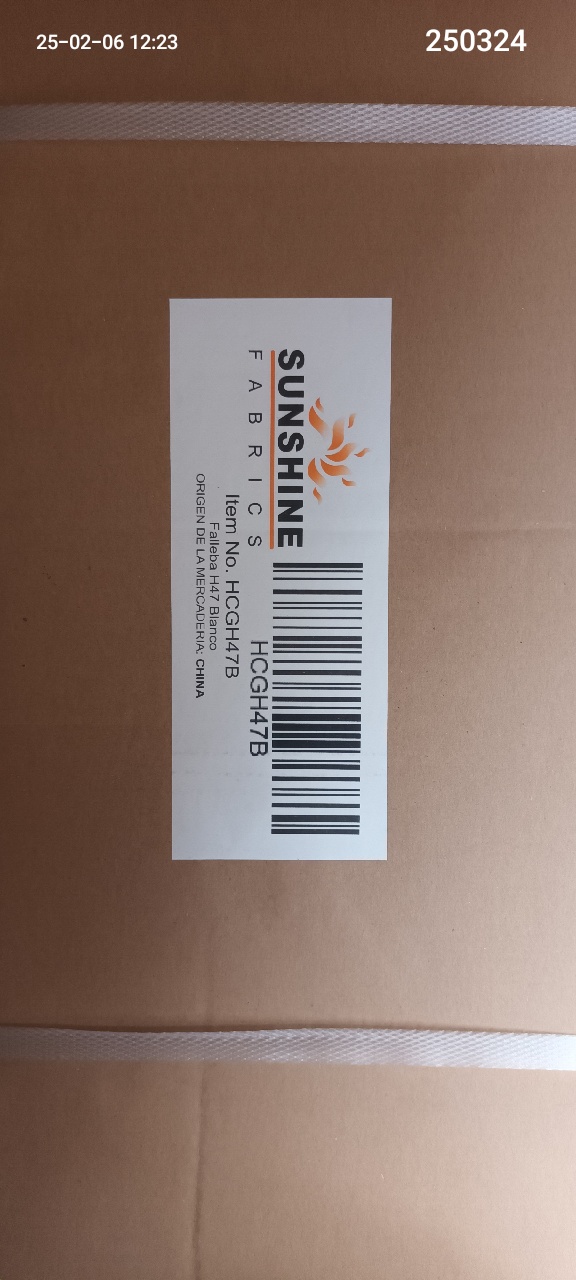 25-02-06 12:23
250324
SUNSHINE
FABRICS
HCGH47B
Item No. HCGH47B
Falleba H47 Blanco
ORIGEN DE LA MERCADERIA: CHINA